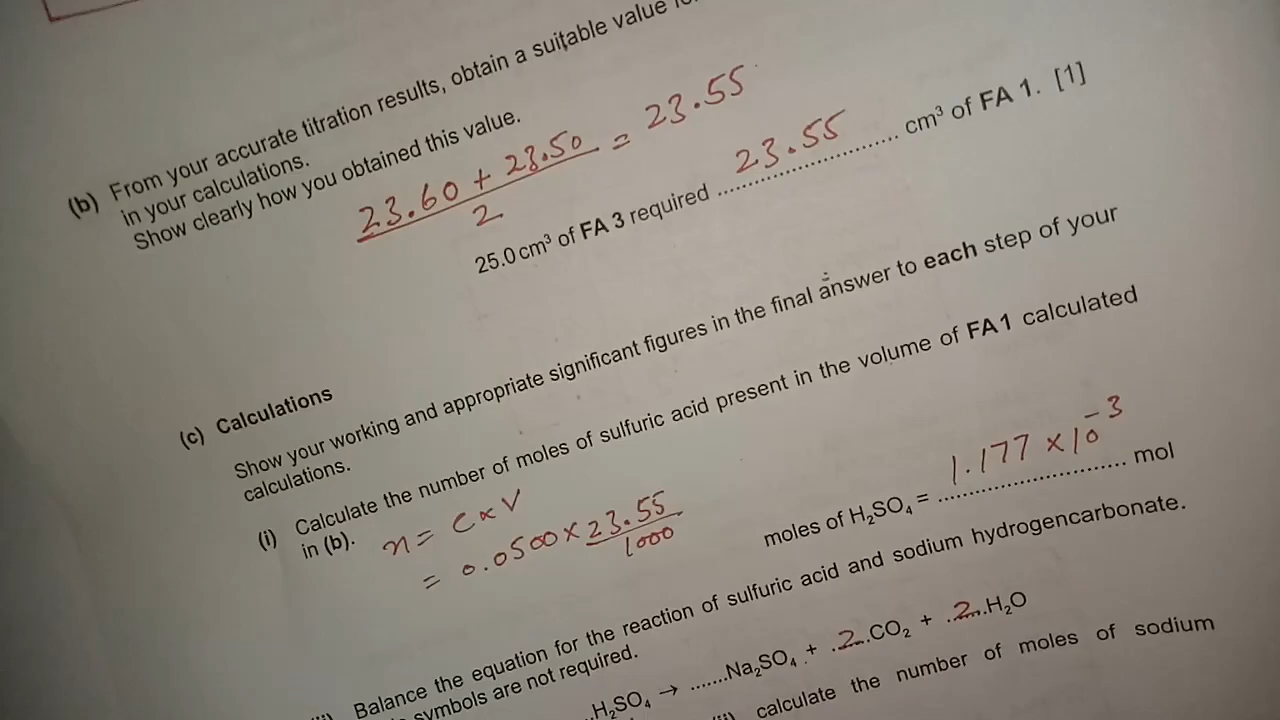 (b) From your accurate titration results, obtain a suitable value
in your calculations.
Show clearly how you obtained this value.
23.60 + 23.50 = 23.55
2
25.0 cm³ of FA 3 required 23.55 cm³ of FA 1. [1]
(c) Calculations
Show your working and appropriate significant figures in the final answer to each step of your
calculations.
(i) Calculate the number of moles of sulfuric acid present in the volume of FA 1 calculated
in (b).
n = C × V
= 0.0500 × 23.55
1000
moles of H₂SO₄ = 1.177 × 10⁻³ mol
Balance the equation for the reaction of sulfuric acid and sodium hydrogencarbonate.
symbols are not required.
H₂SO₄ → .......Na₂SO₄ + .2...CO₂ + .2...H₂O
calculate the number of moles of sodium